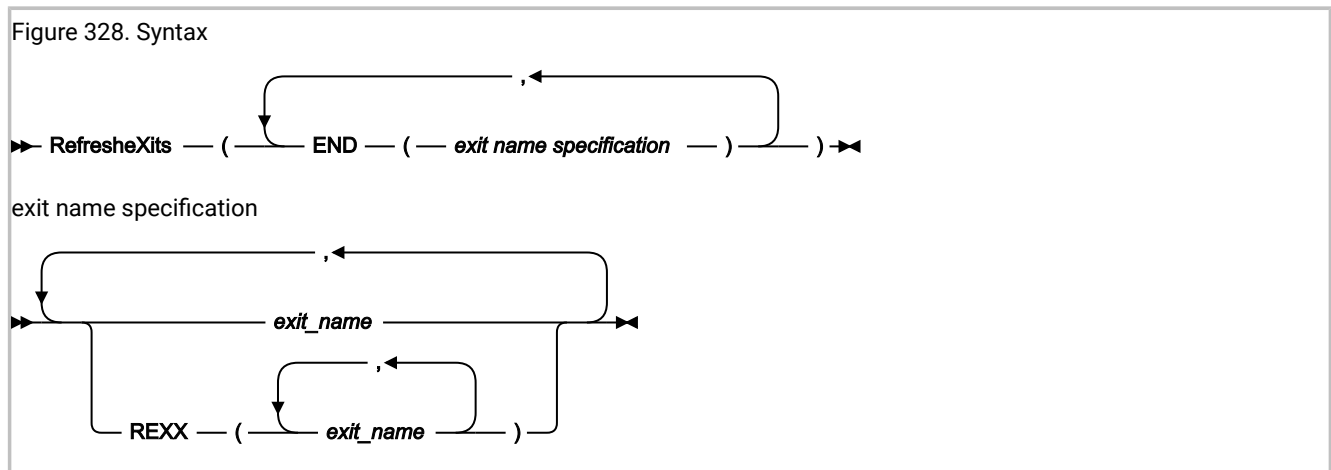 Figure 328. Syntax
,
RefresheXits ( END ( exit name specification ) )
exit name specification
,
exit_name
,
REXX ( exit_name )